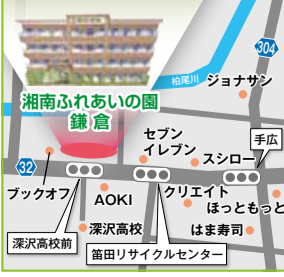 304
柏尾川
ジョナサン
湘南ふれあいの園
鎌倉
手広
セブン
イレブン
スシロー
32
ブックオフ
AOKI
クリエイト
ほっともっと
深沢高校前
深沢高校
笛田リサイクルセンター
はま寿司